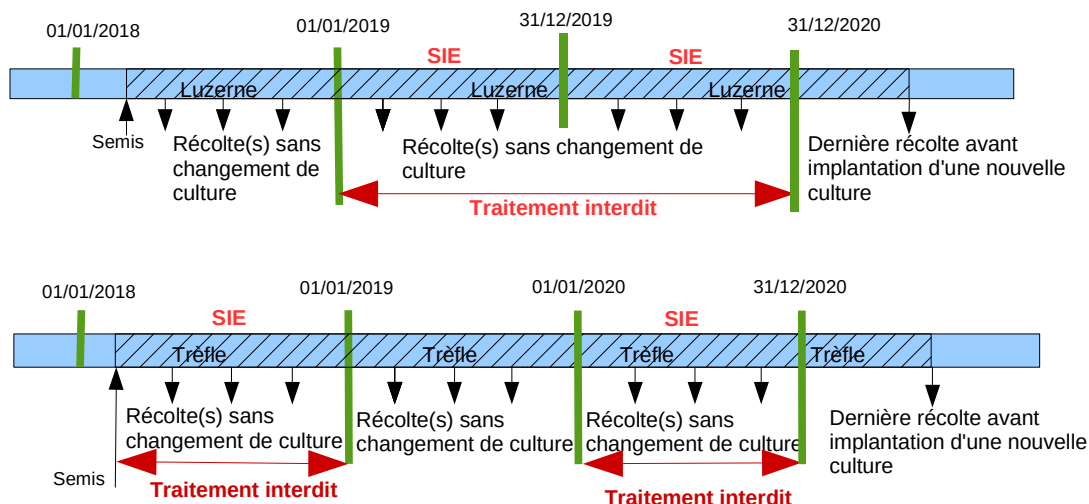 01/01/2018
01/01/2019
31/12/2019
31/12/2020
SIE
SIE
Luzerne
Luzerne
Luzerne
Semis
Récolte(s) sans
changement de
culture
Récolte(s) sans changement de
culture
Dernière récolte avant
implantation d'une nouvelle
culture
Traitement interdit
01/01/2018
01/01/2019
01/01/2020
31/12/2020
SIE
SIE
Trèfle
Trèfle
Trèfle
Trèfle
Récolte(s) sans
changement de culture
Récolte(s) sans
changement de culture
Récolte(s) sans
changement de culture
Dernière récolte avant
implantation d'une nouvelle
culture
Semis
Traitement interdit
Traitement interdit